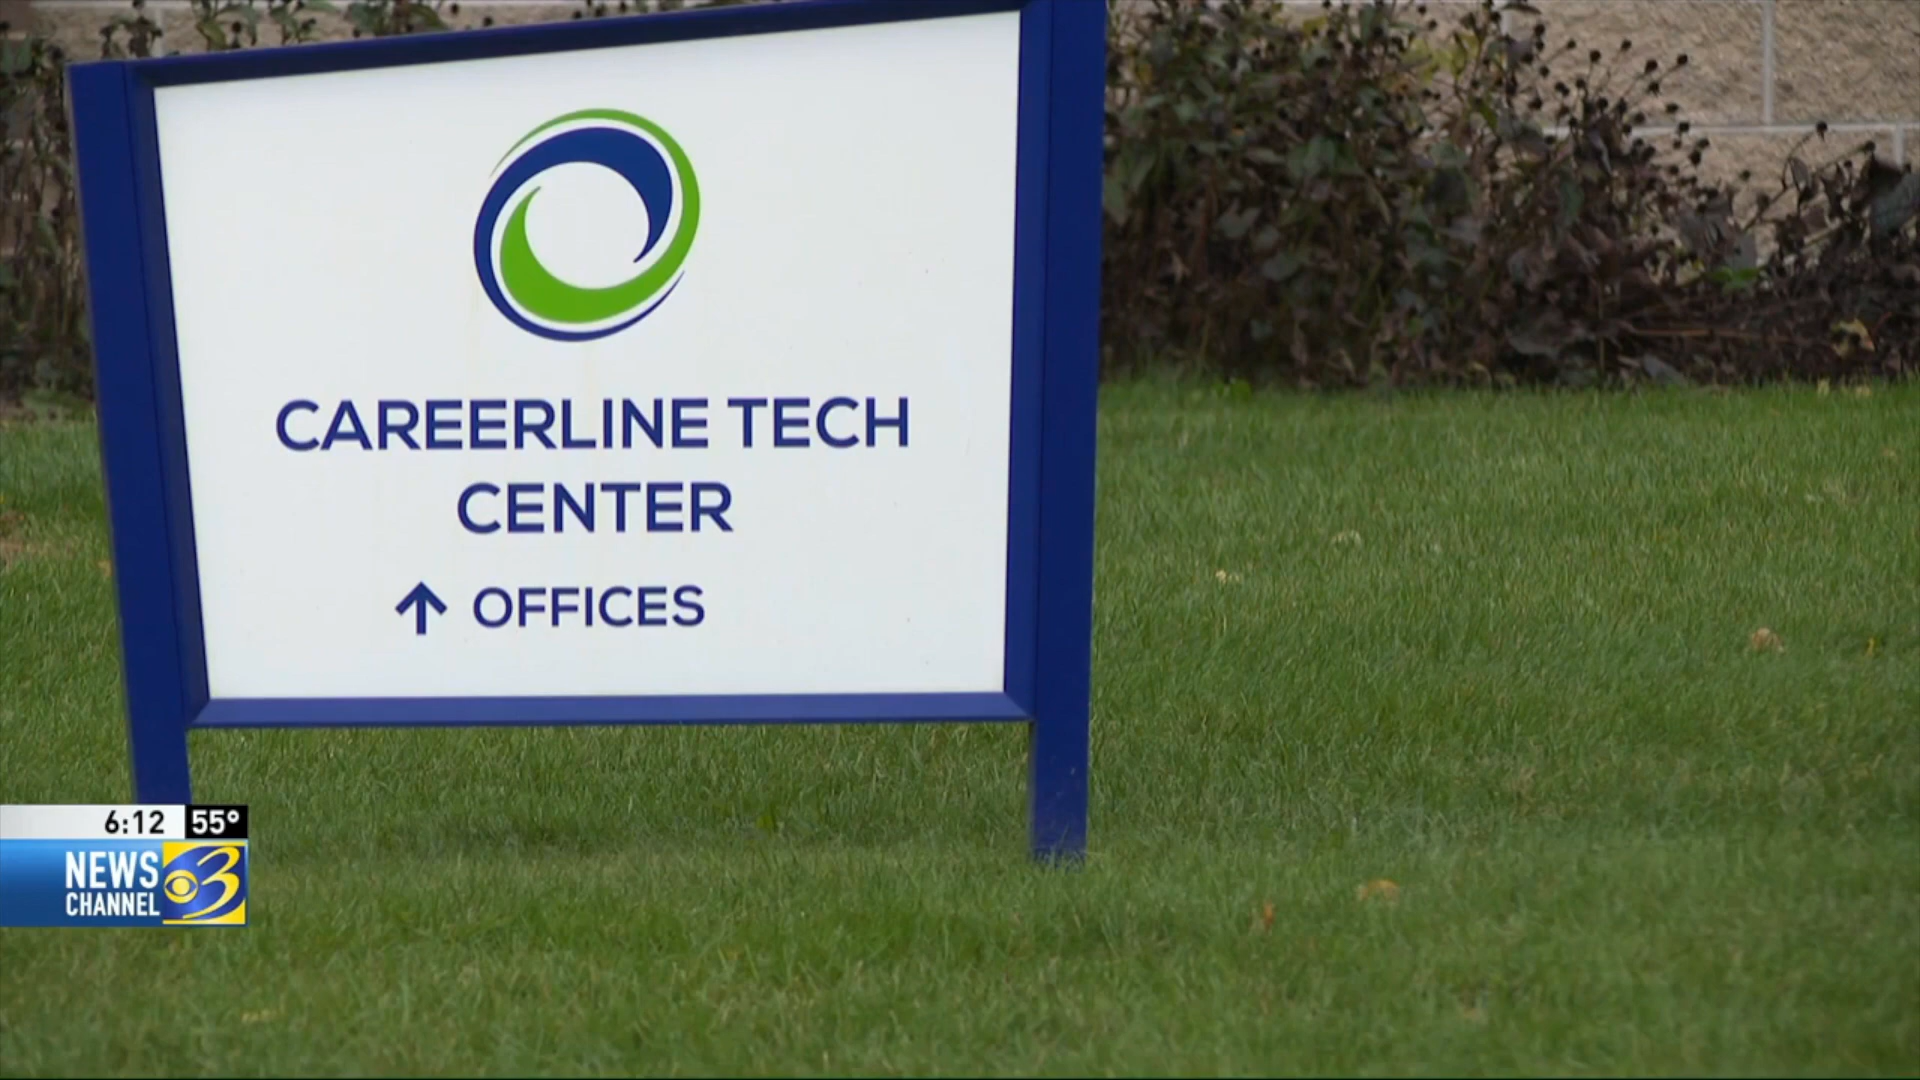 CAREERLINE TECH
CENTER
↑ OFFICES
6:12 55°
NEWS
CHANNEL 3